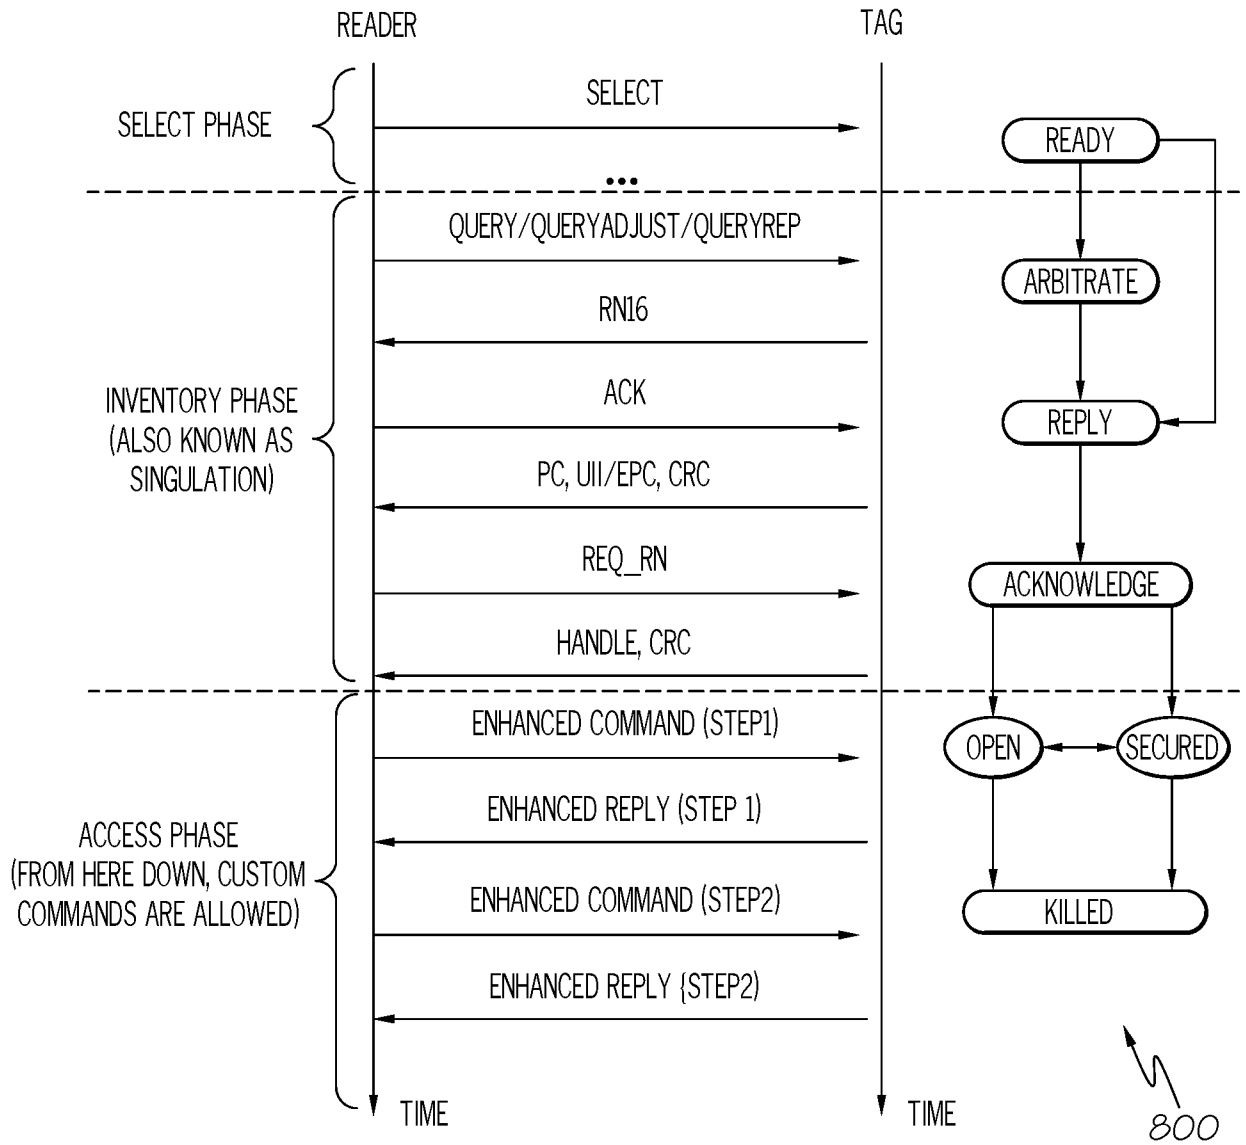 READER
TAG
SELECT PHASE
SELECT
READY
...
QUERY/QUERYADJUST/QUERYREP
ARBITRATE
RN16
INVENTORY PHASE
(ALSO KNOWN AS
SINGULATION)
ACK
REPLY
PC, UII/EPC, CRC
REQ_RN
ACKNOWLEDGE
HANDLE, CRC
ENHANCED COMMAND (STEP1)
OPEN
SECURED
ENHANCED REPLY (STEP 1)
ACCESS PHASE
(FROM HERE DOWN, CUSTOM
COMMANDS ARE ALLOWED)
ENHANCED COMMAND (STEP2)
KILLED
ENHANCED REPLY {STEP2)
TIME
TIME
800